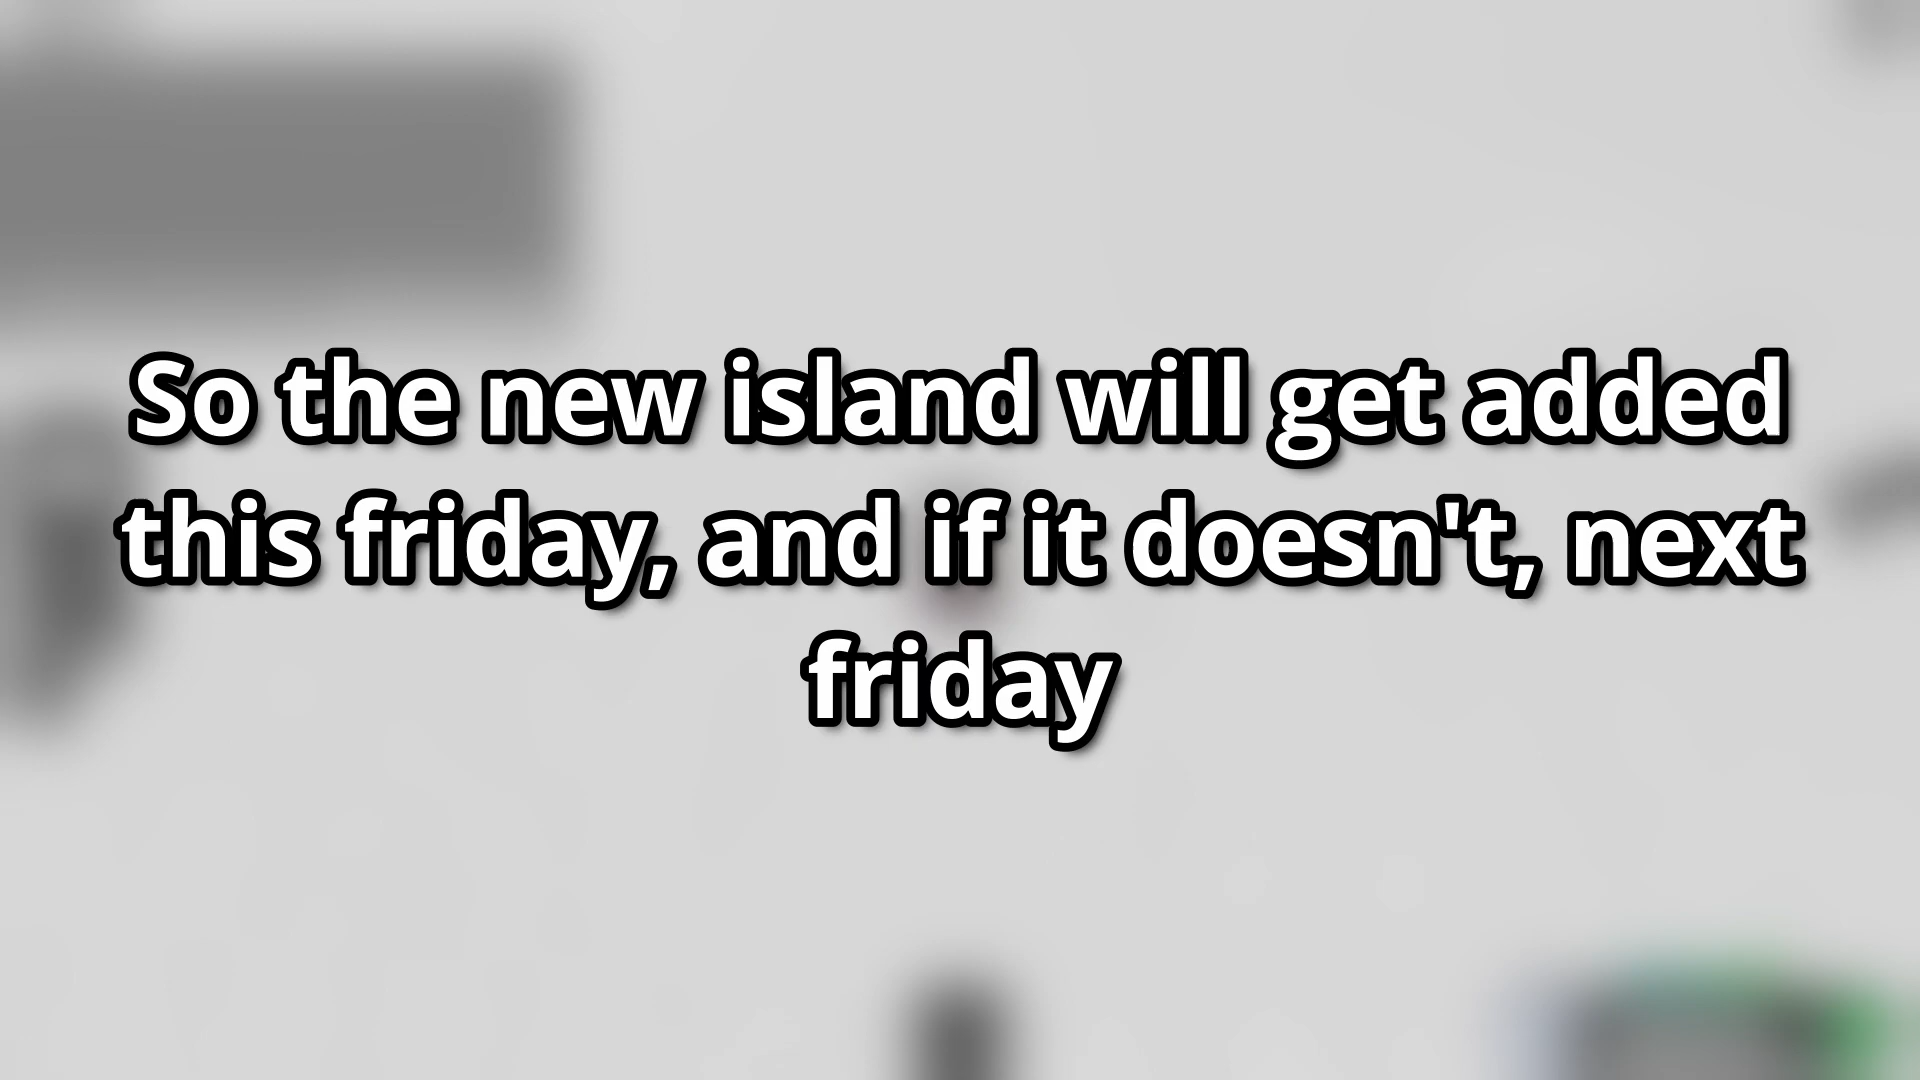 So the new island will get added
this friday, and if it doesn't, next
friday